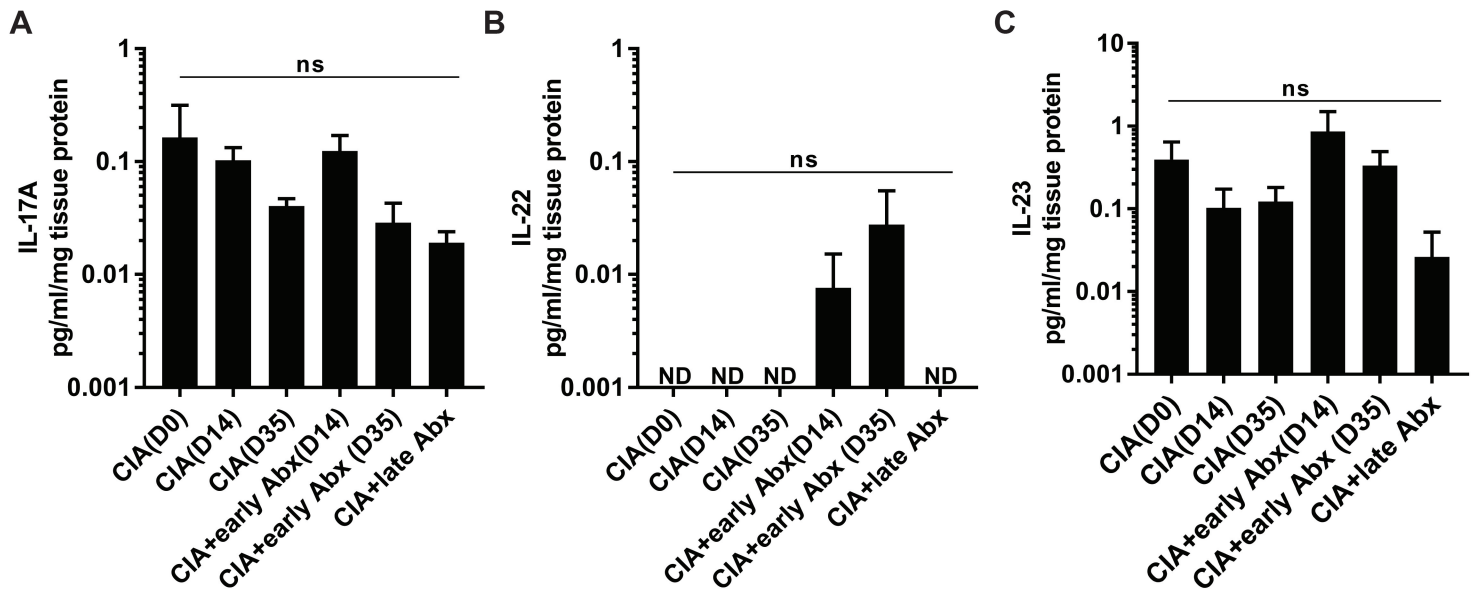 A
IL-17A
pg/ml/mg tissue protein
1
0.1
0.01
0.001
ns
CIA(D0)
CIA(D14)
CIA(D35)
CIA+early Abx(D14)
CIA+early Abx (D35)
CIA+late Abx
B
IL-22
pg/ml/mg tissue protein
1
0.1
0.01
0.001
ns
ND
ND
ND
ND
CIA(D0)
CIA(D14)
CIA(D35)
CIA+early Abx(D14)
CIA+early Abx (D35)
CIA+late Abx
C
IL-23
pg/ml/mg tissue protein
10
1
0.1
0.01
0.001
ns
CIA(D0)
CIA(D14)
CIA(D35)
CIA+early Abx(D14)
CIA+early Abx (D35)
CIA+late Abx